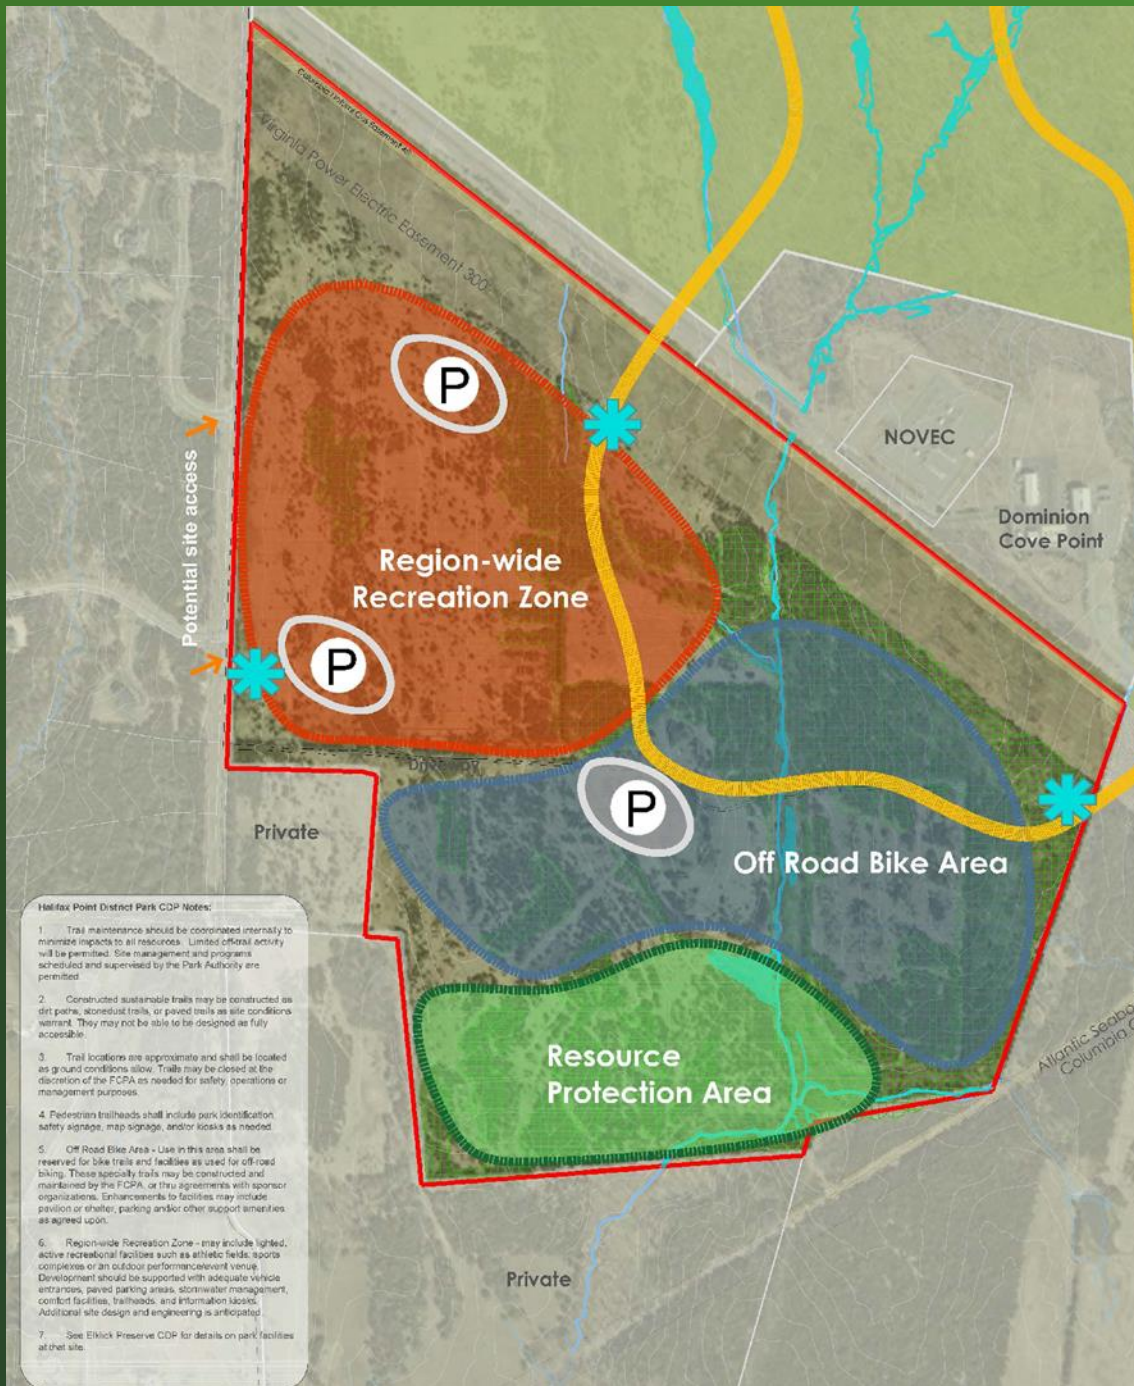 Virginia Power Electric Easement 300'
P
NOVEC
Dominion
Cove Point
Potential site access
Region-wide
Recreation Zone
P
Driveway
P
Private
Off Road Bike Area
Resource
Protection Area
Atlantic Seabo
Columbia G
Private
Halifax Point District Park CDP Notes:
1. Trail maintenance should be coordinated internally to
minimize impacts to all resources. Limited off-trail activity
will be permitted. Site management and programs
scheduled and supervised by the Park Authority are
permitted.
2. Constructed sustainable trails may be constructed as
dirt paths, stonedust trails, or paved trails as site conditions
warrant. They may not be able to be designed as fully
accessible.
3. Trail locations are approximate and shall be located
as ground conditions allow. Trails may be closed at the
discretion of the FCPA as needed for safety, operations or
management purposes.
4. Pedestrian trailheads shall include park identification,
safety signage, map signage, and/or kiosks as needed.
5. Off Road Bike Area - Use in this area shall be
reserved for bike trails and facilities as used for off-road
biking. These specialty trails may be constructed and
maintained by the FCPA, or thru agreements with sponsor
organizations. Enhancements to facilities may include
pavilion or shelter, parking and/or other support amenities
as agreed upon.
6. Region-wide Recreation Zone - may include lighted,
active recreational facilities such as athletic fields, sports
complexes or an outdoor performance/event venue.
Development should be supported with adequate vehicle
entrances, paved parking areas, stormwater management,
comfort facilities, trailheads, and information kiosks.
Additional site design and engineering is anticipated.
7. See Elklick Preserve CDP for details on park facilities
at that site.